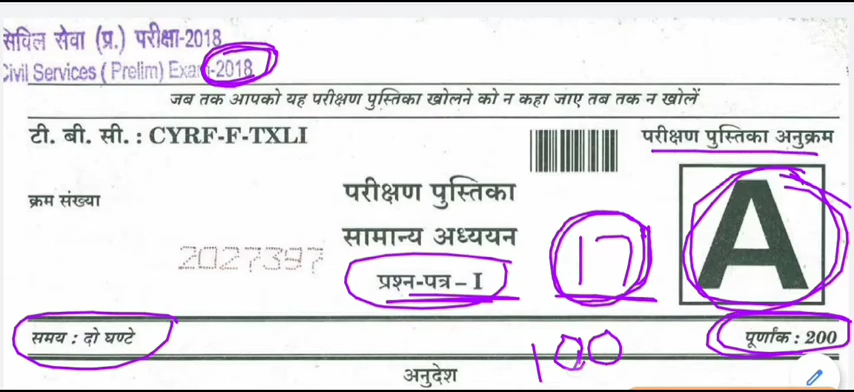 सिविल सेवा (प्र.) परीक्षा-2018
Civil Services ( Prelim) Exam-2018
जब तक आपको यह परीक्षण पुस्तिका खोलने को न कहा जाए तब तक न खोलें
टी. बी. सी. : CYRF-F-TXLI
परीक्षण पुस्तिका अनुक्रम
क्रम संख्या
परीक्षण पुस्तिका
A
2027397
सामान्य अध्ययन
17
प्रश्न-पत्र – I
समय : दो घण्टे
100
पूर्णांक : 200
अनुदेश